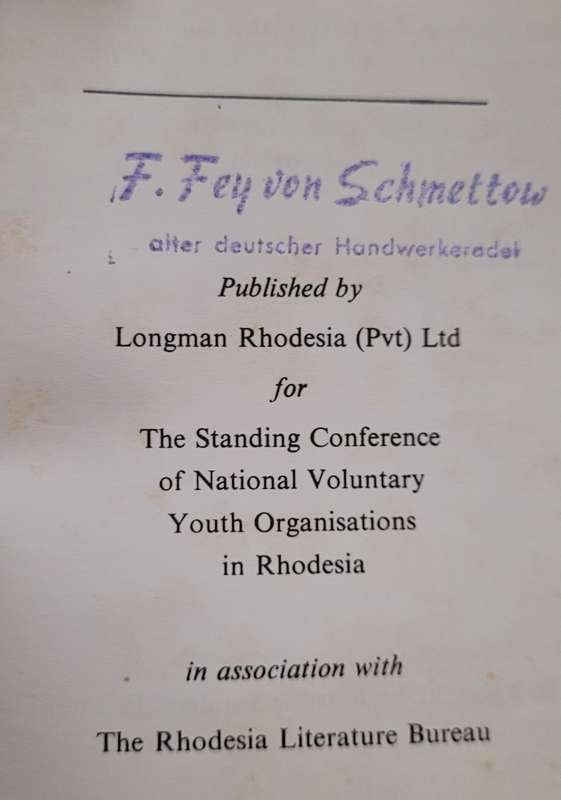 F. Fey von Schmettow
alter deutscher Handwerkeradel
Published by
Longman Rhodesia (Pvt) Ltd
for
The Standing Conference
of National Voluntary
Youth Organisations
in Rhodesia
in association with
The Rhodesia Literature Bureau